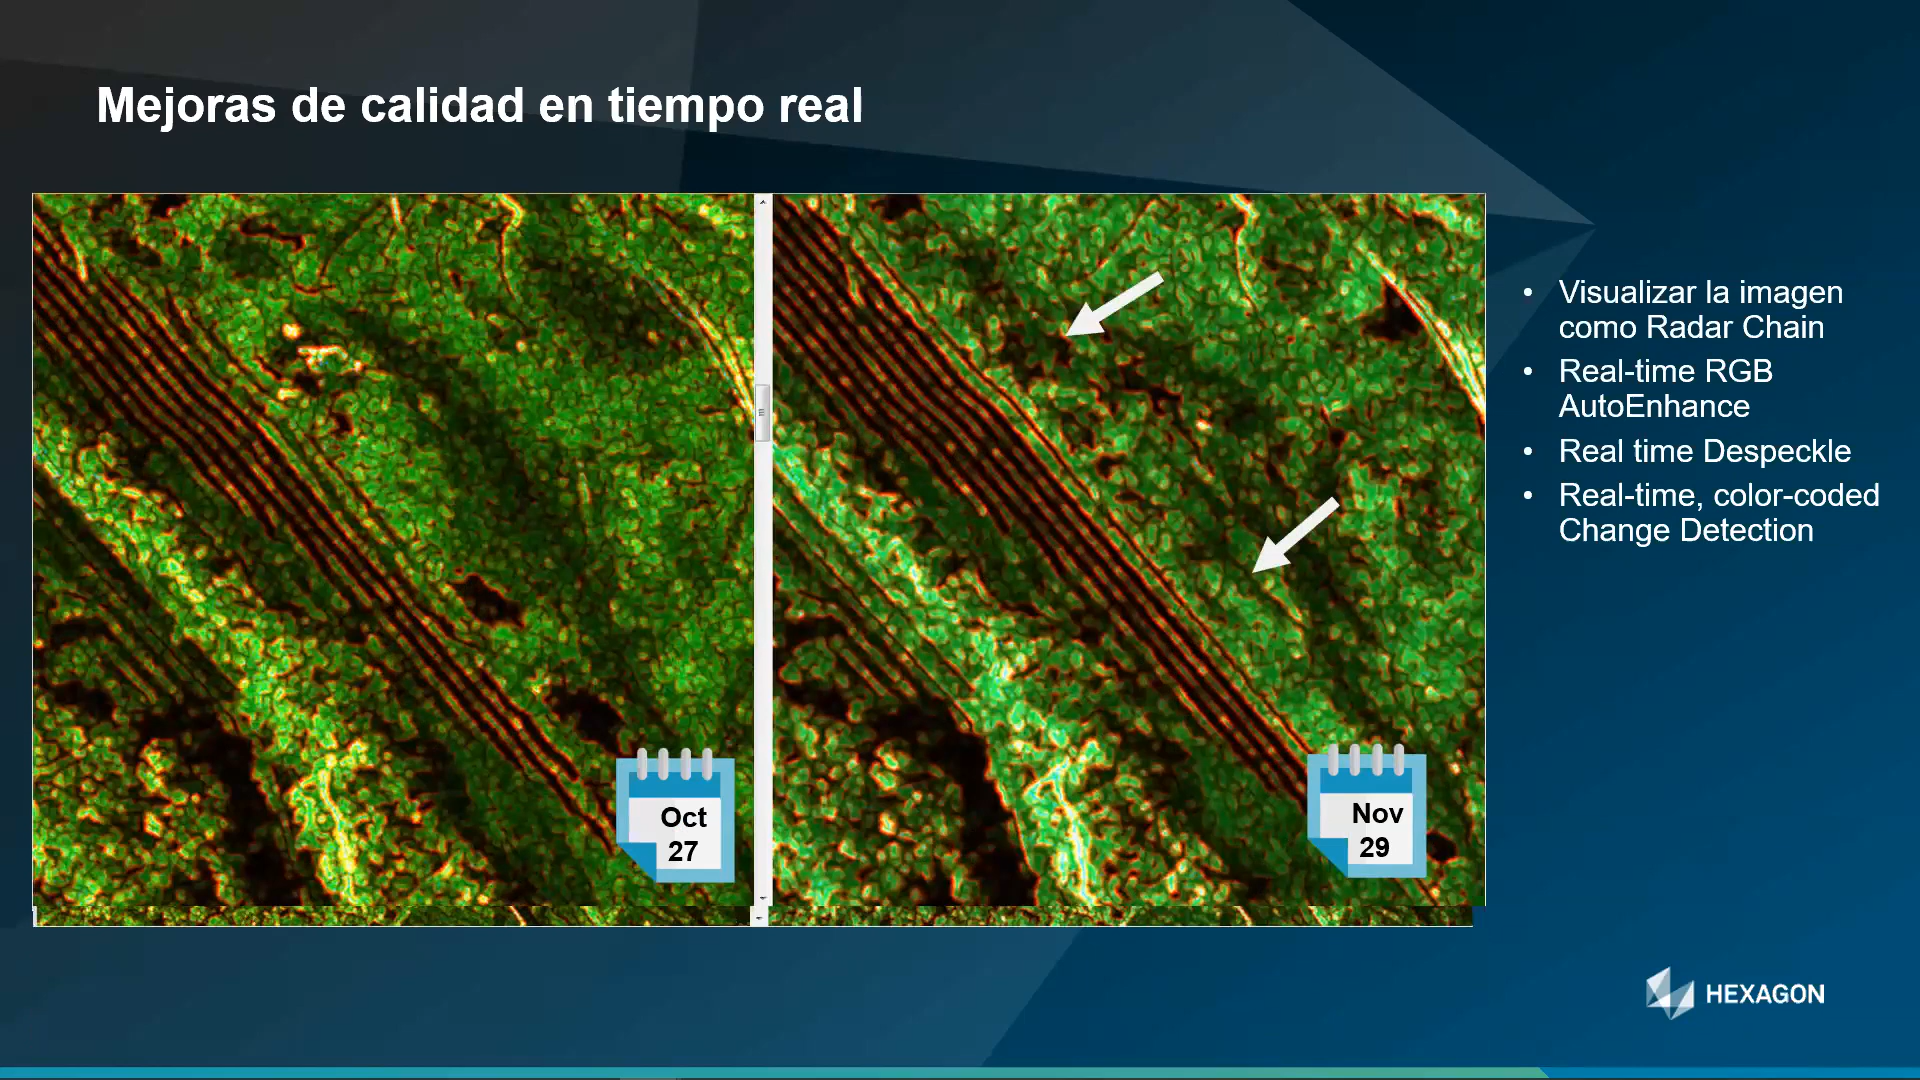 Mejoras de calidad en tiempo real
• Visualizar la imagen
como Radar Chain
• Real-time RGB
AutoEnhance
• Real time Despeckle
• Real-time, color-coded
Change Detection
Oct
27
Nov
29
HEXAGON